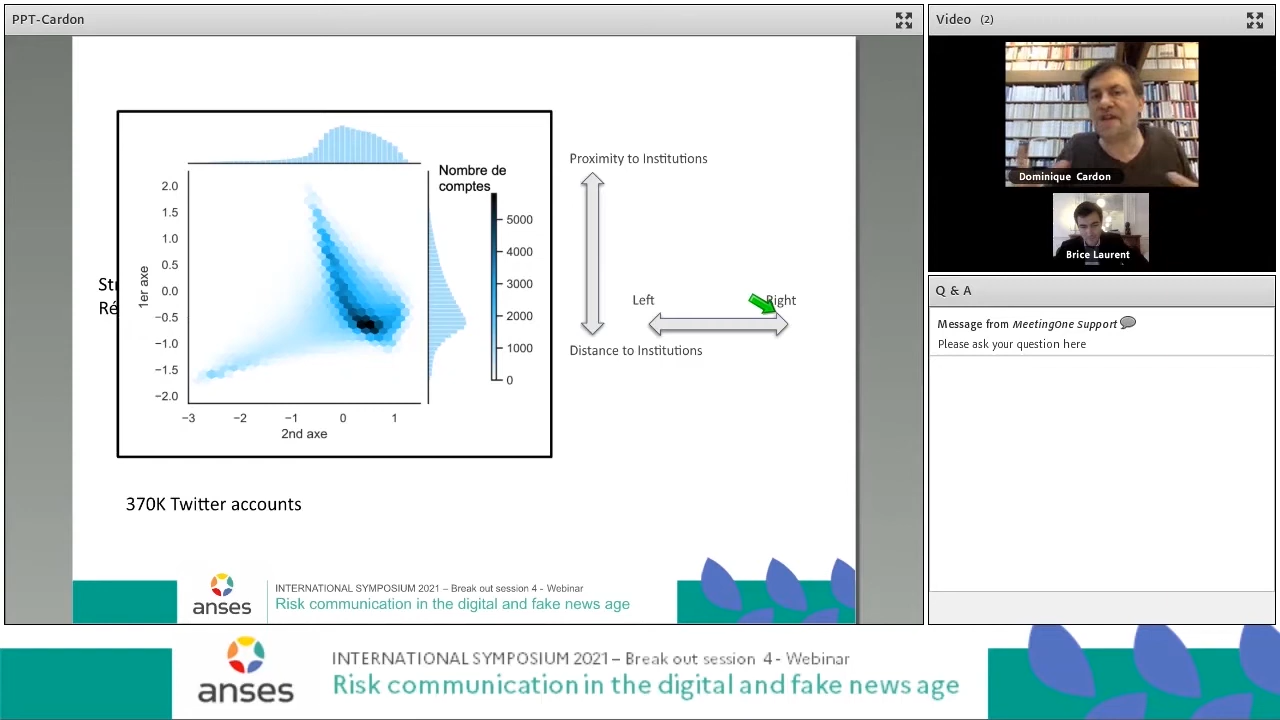 PPT-Cardon
Nombre de
comptes
2.0
1.5
1.0
0.5
0.0
−0.5
−1.0
−1.5
−2.0
1er axe
−3
−2
−1
0
1
2nd axe
5000
4000
3000
2000
1000
0
Proximity to Institutions
Left
Right
Distance to Institutions
Str
Ré
370K Twitter accounts
anses
INTERNATIONAL SYMPOSIUM 2021 – Break out session 4 - Webinar
Risk communication in the digital and fake news age
Video (2)
Dominique Cardon
Brice Laurent
Q & A
Message from MeetingOne Support
Please ask your question here
anses
INTERNATIONAL SYMPOSIUM 2021 – Break out session 4 - Webinar
Risk communication in the digital and fake news age